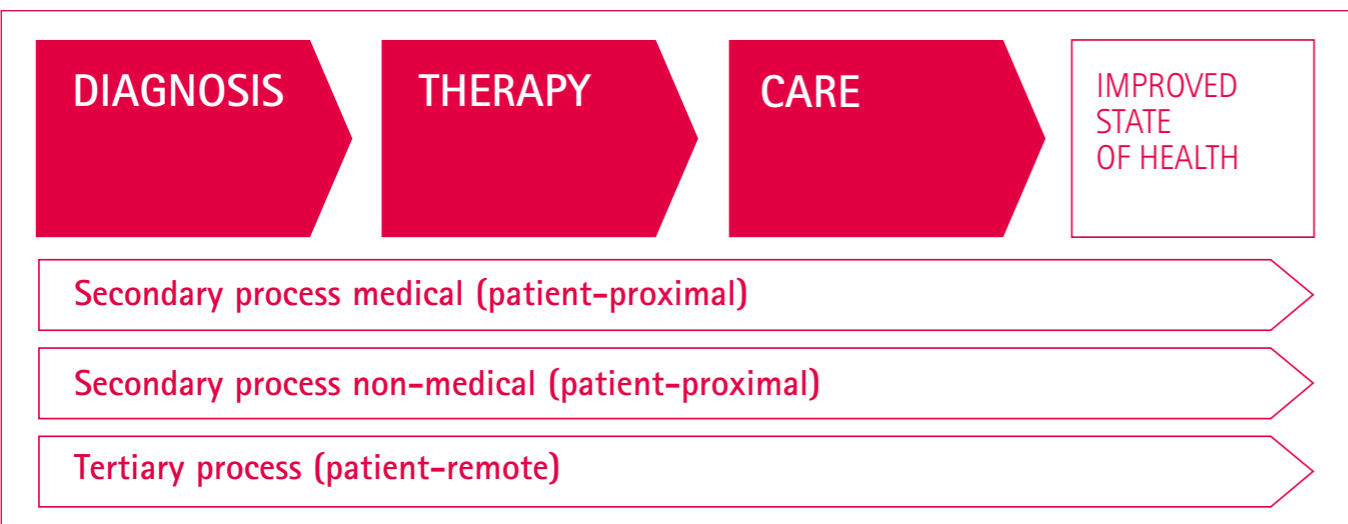 DIAGNOSIS
THERAPY
CARE
IMPROVED
STATE
OF HEALTH
Secondary process medical (patient-proximal)
Secondary process non-medical (patient-proximal)
Tertiary process (patient-remote)